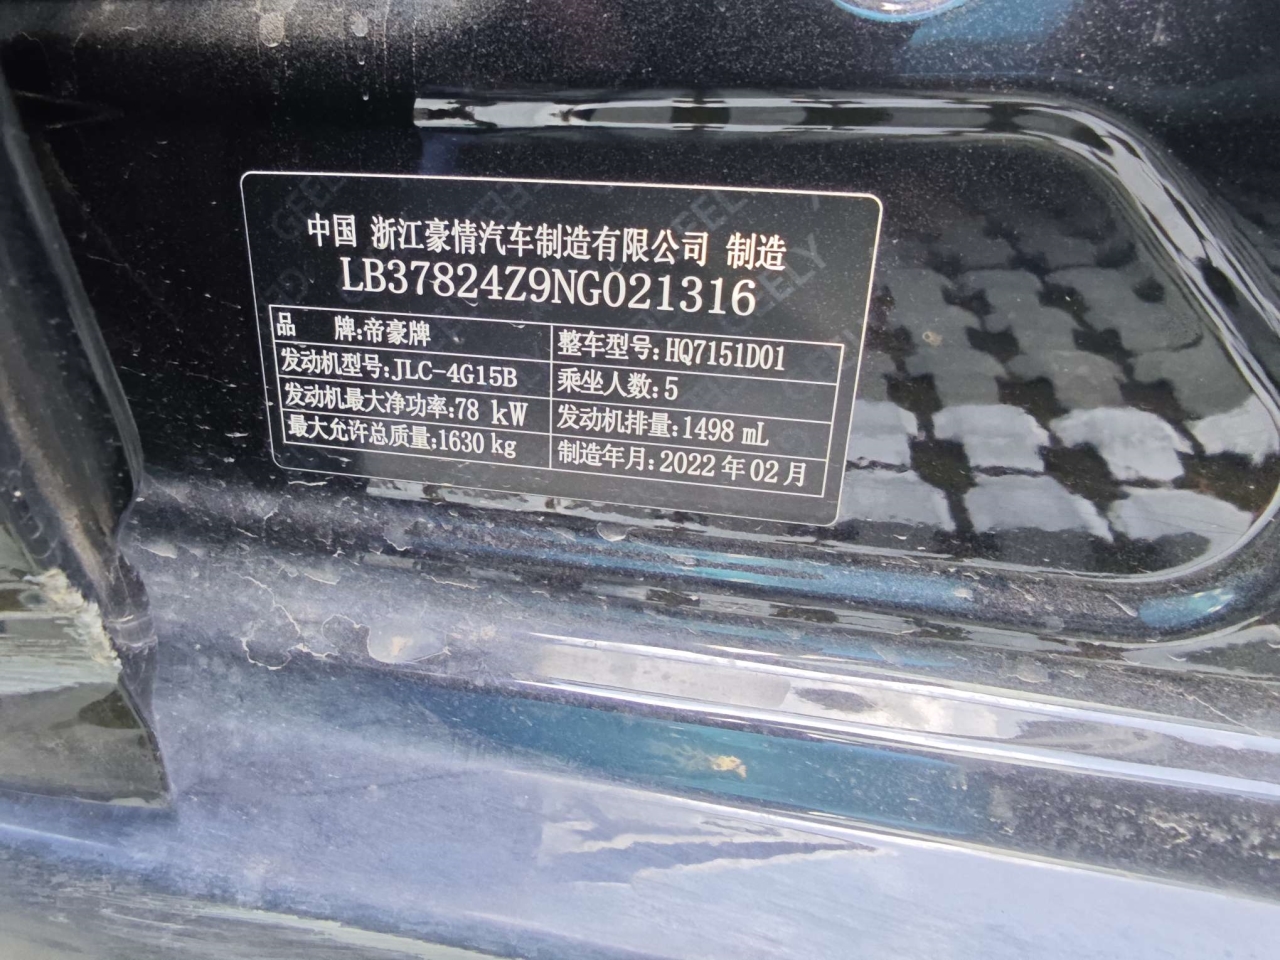 中国 浙江豪情汽车制造有限公司 制造
LB37824Z9NG021316
品 牌:帝豪牌 整车型号:HQ7151D01
发动机型号:JLC-4G15B 乘坐人数:5
发动机最大净功率:78 kW 发动机排量:1498 mL
最大允许总质量:1630 kg 制造年月:2022年02月